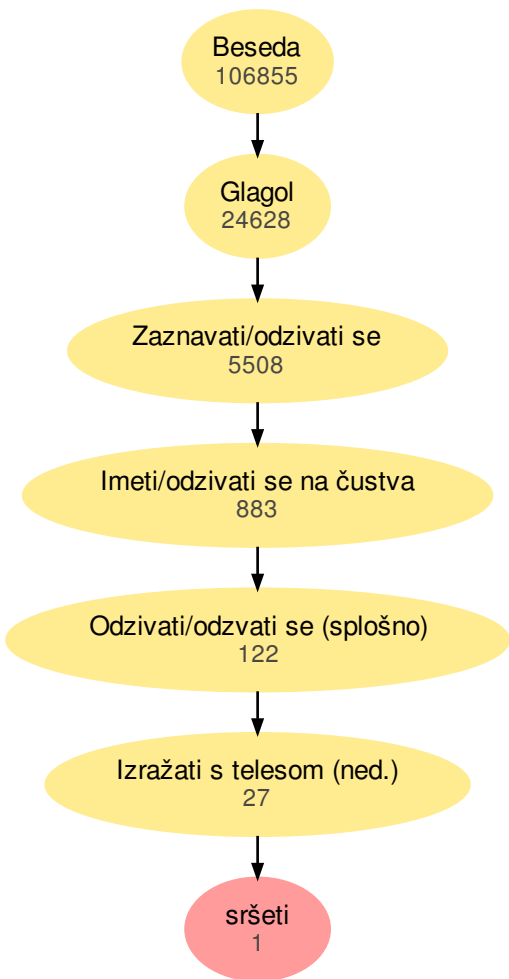 Beseda
106855
Glagol
24628
Zaznavati/odzivati se
5508
Imeti/odzivati se na čustva
883
Odzivati/odzvati se (splošno)
122
Izražati s telesom (ned.)
27
sršeti
1